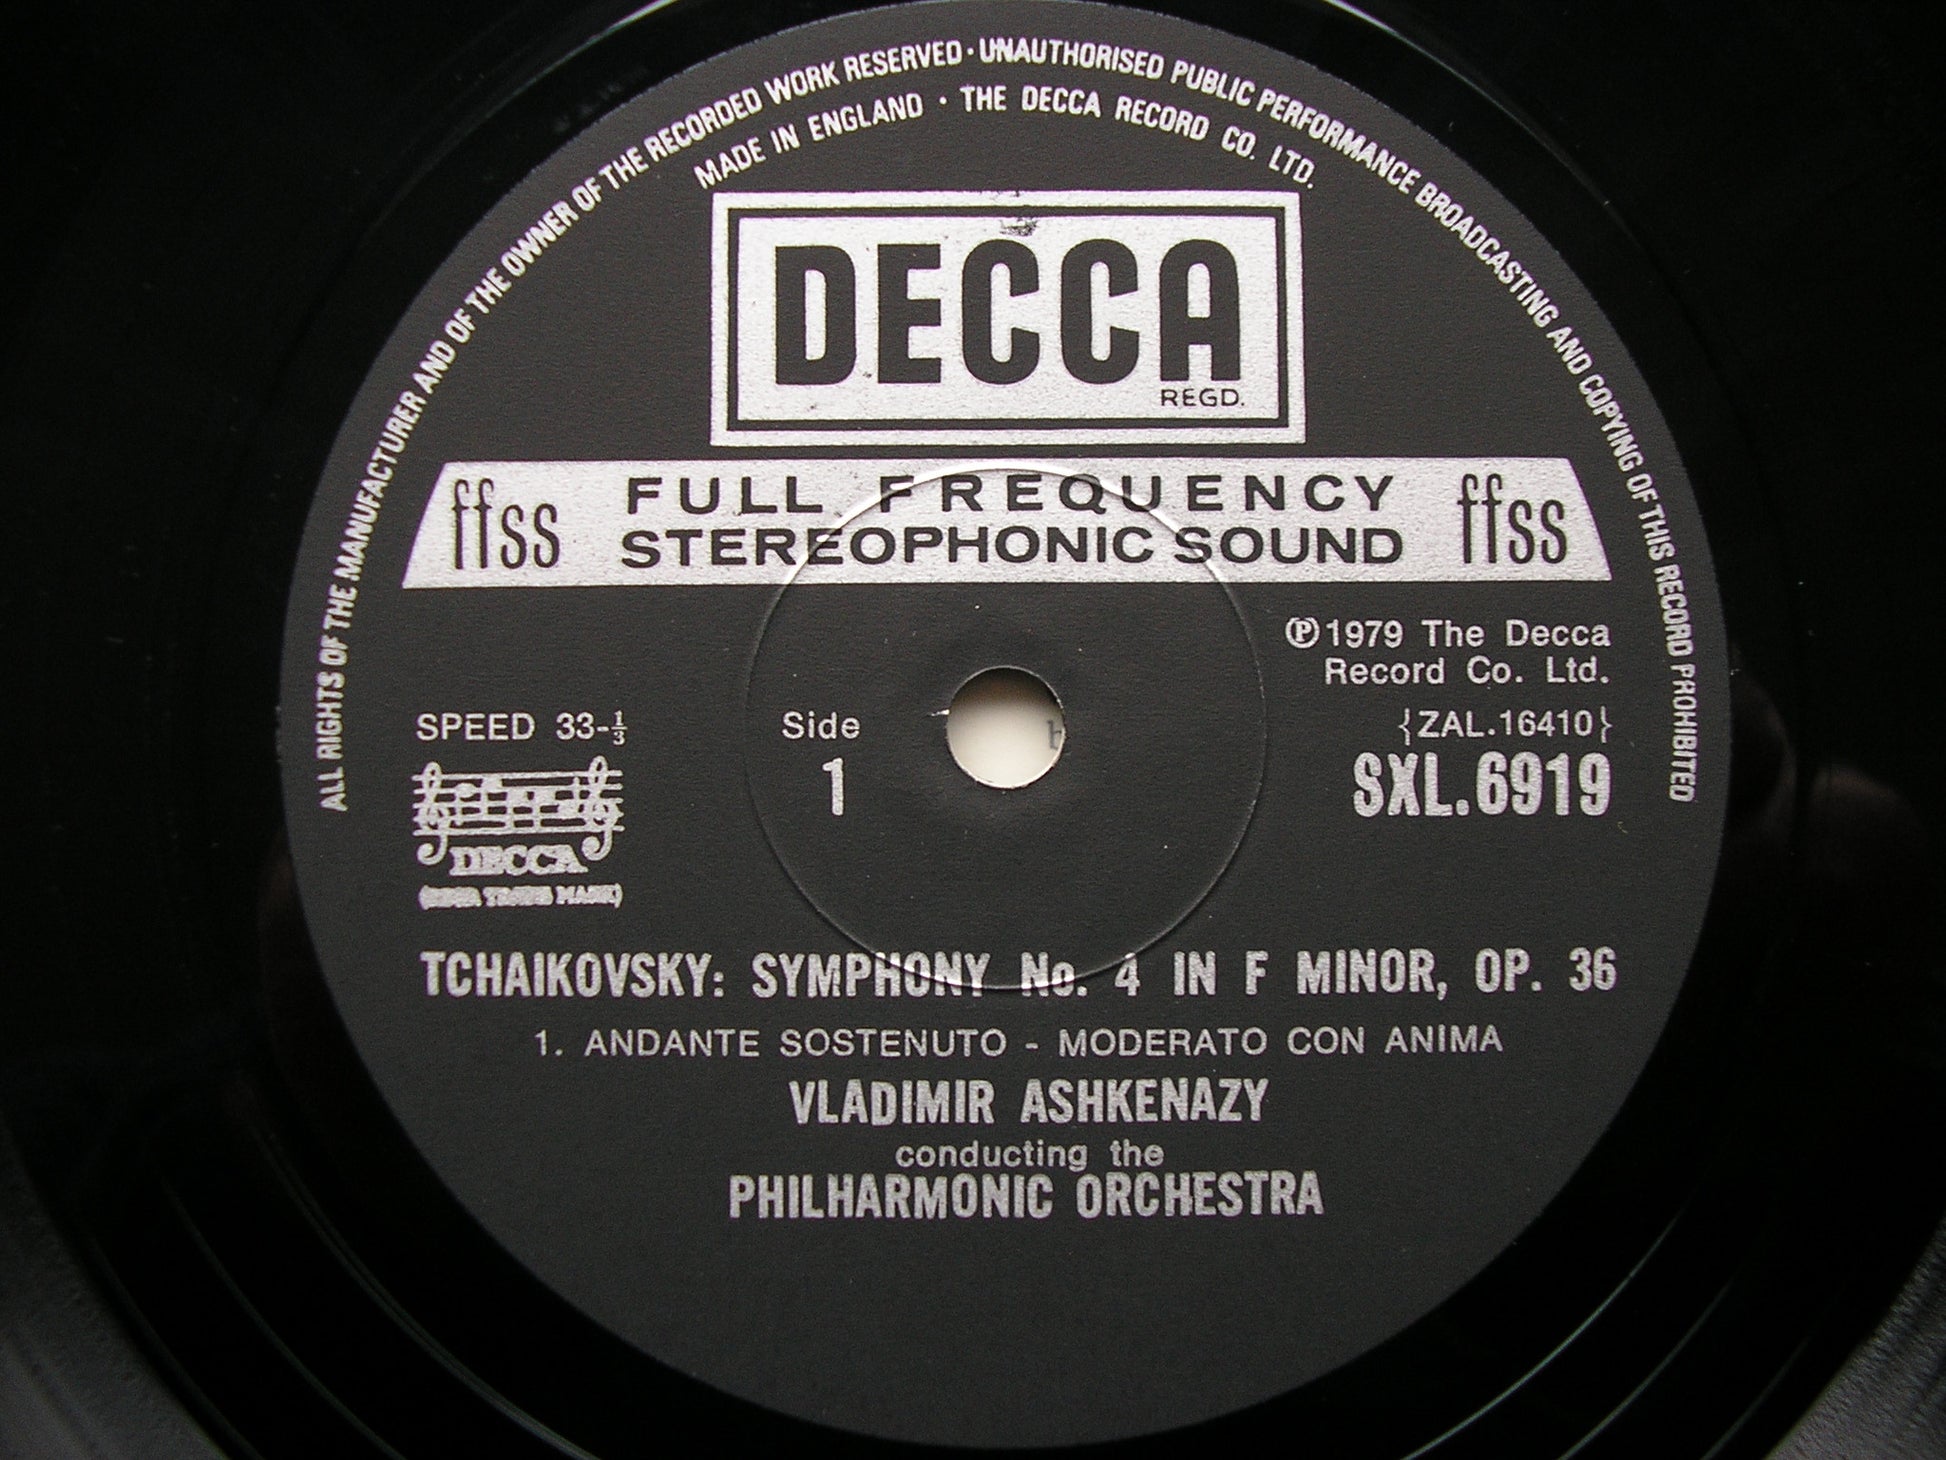 ALL RIGHTS OF THE MANUFACTURER AND OF THE OWNER OF THE RECORDED WORK RESERVED · UNAUTHORISED PUBLIC PERFORMANCE BROADCASTING AND COPYING OF THIS RECORD PROHIBITED
MADE IN ENGLAND · THE DECCA RECORD CO. LTD.
DECCA
REGD.
ffss FULL FREQUENCY ffss
STEREOPHONIC SOUND
Ⓟ1979 The Decca
Record Co. Ltd.
SPEED 33-⅓ Side {ZAL.16410}
1 SXL.6919
DECCA
TCHAIKOVSKY: SYMPHONY No. 4 IN F MINOR, OP. 36
1. ANDANTE SOSTENUTO - MODERATO CON ANIMA
VLADIMIR ASHKENAZY
conducting the
PHILHARMONIC ORCHESTRA